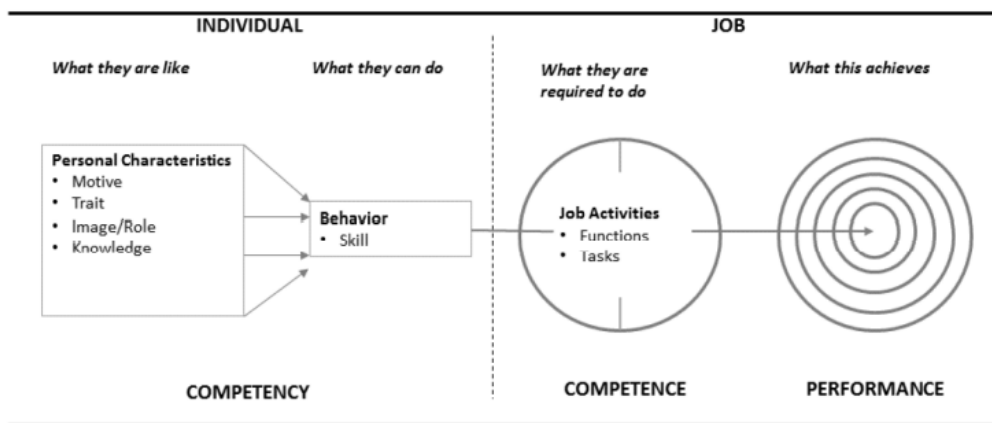 INDIVIDUAL
JOB
What they are like
What they can do
What they are
required to do
What this achieves
Personal Characteristics
• Motive
• Trait
• Image/Role
• Knowledge
Behavior
• Skill
Job Activities
• Functions
• Tasks
COMPETENCY
COMPETENCE
PERFORMANCE